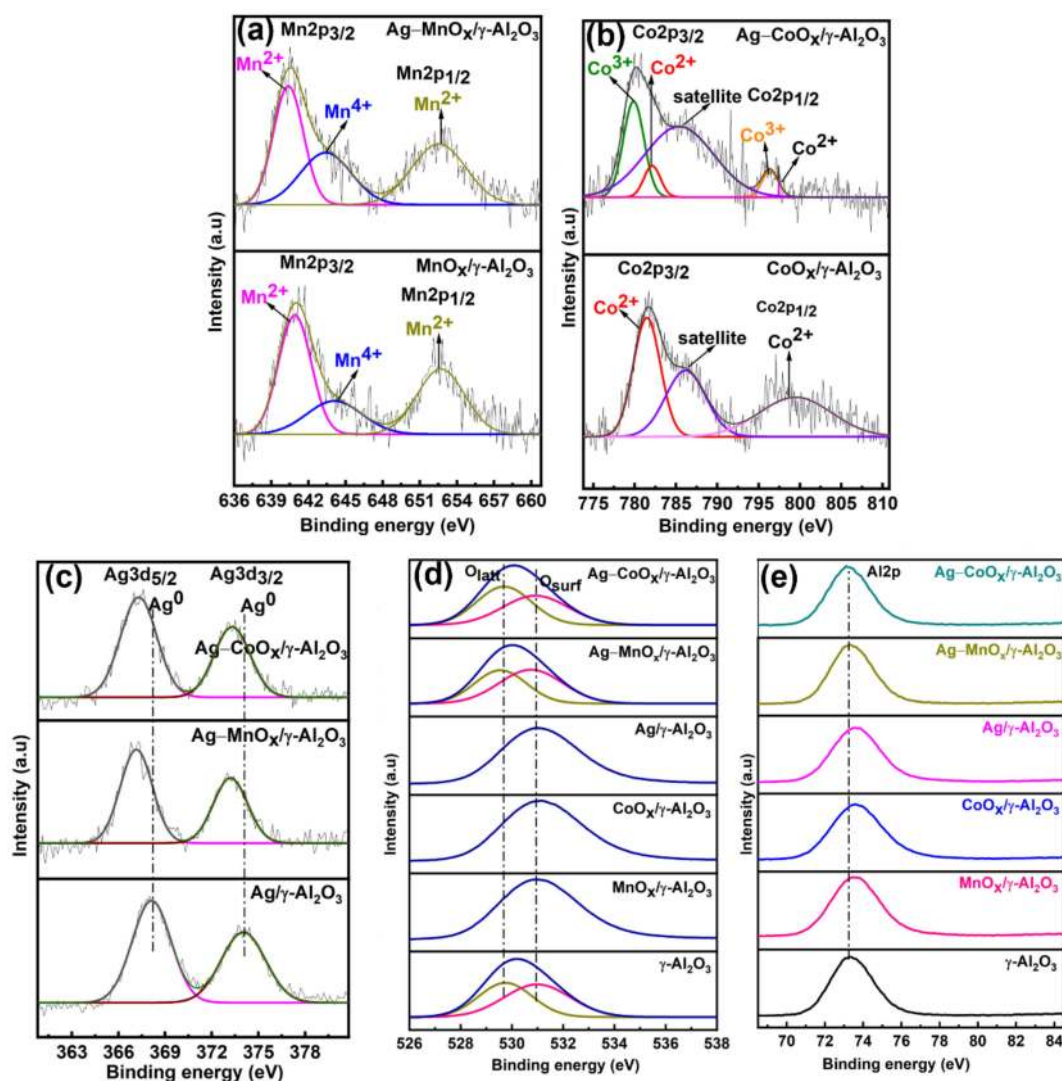 (a)
Mn2p3/2
Ag–MnOx/γ-Al2O3
Mn2+
Mn4+
Mn2p1/2
Mn2+
Mn2p3/2
MnOx/γ-Al2O3
Mn2+
Mn4+
Mn2p1/2
Mn2+
Intensity (a.u)
636 639 642 645 648 651 654 657 660
Binding energy (eV)
(b)
Co2p3/2
Ag–CoOx/γ-Al2O3
Co3+
Co2+
satellite
Co2p1/2
Co3+
Co2+
Co2p3/2
CoOx/γ-Al2O3
Co2+
satellite
Co2p1/2
Co2+
Intensity (a.u)
775 780 785 790 795 800 805 810
Binding energy (eV)
(c)
Ag3d5/2
Ag3d3/2
Ag0
Ag0
Ag–CoOx/γ-Al2O3
Ag–MnOx/γ-Al2O3
Ag/γ-Al2O3
Intensity (a.u)
363 366 369 372 375 378
Binding energy (eV)
(d)
Olatt
Osurf
Ag–CoOx/γ-Al2O3
Ag–MnOx/γ-Al2O3
Ag/γ-Al2O3
CoOx/γ-Al2O3
MnOx/γ-Al2O3
γ-Al2O3
Intensity (a.u)
526 528 530 532 534 536 538
Binding energy (eV)
(e)
Al2p
Ag–CoOx/γ-Al2O3
Ag–MnOx/γ-Al2O3
Ag/γ-Al2O3
CoOx/γ-Al2O3
MnOx/γ-Al2O3
γ-Al2O3
Intensity (a.u)
70 72 74 76 78 80 82 84
Binding energy (eV)